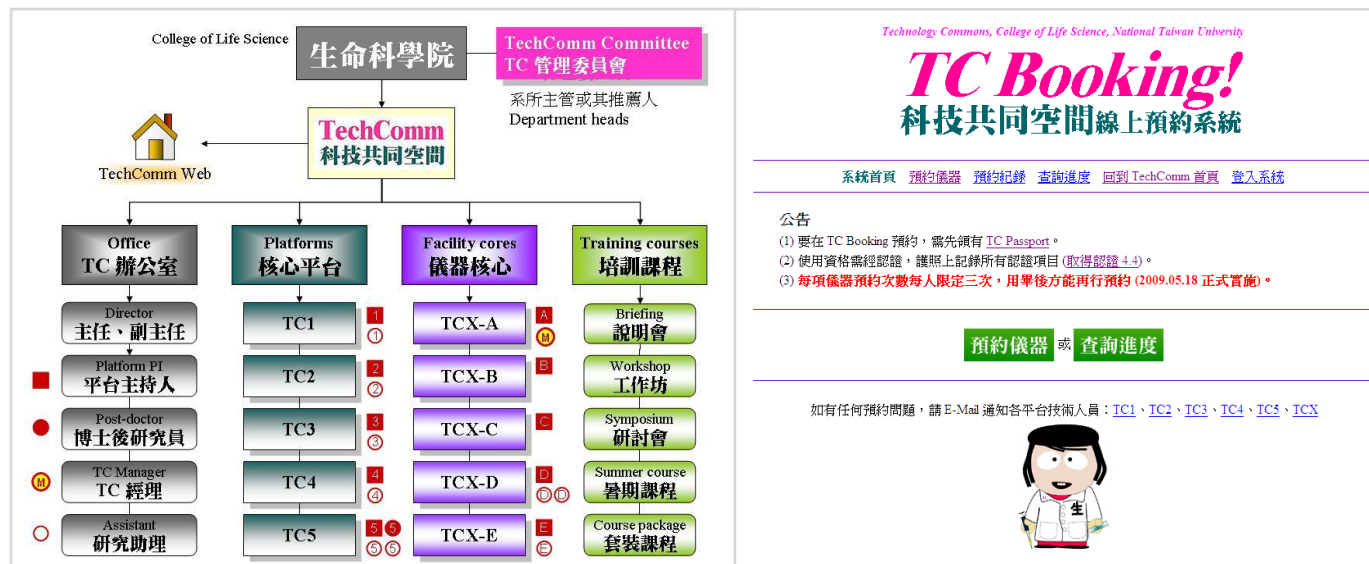 College of Life Science
生命科學院
TechComm Committee
TC 管理委員會
系所主管或其推薦人
Department heads
TechComm
科技共同空間
TechComm Web
Office
TC 辦公室
Director
主任、副主任
Platform PI
平台主持人
Post-doctor
博士後研究員
M
TC Manager
TC 經理
Assistant
研究助理
Platforms
核心平台
TC1
1
1
TC2
2
2
TC3
3
3
TC4
4
4
TC5
5 5
5 5
Facility cores
儀器核心
TCX-A
A
M
TCX-B
B
TCX-C
C
TCX-D
D
D D
TCX-E
E
E
Training courses
培訓課程
Briefing
說明會
Workshop
工作坊
Symposium
研討會
Summer course
暑期課程
Course package
套裝課程
Technology Commons, College of Life Science, National Taiwan University
TC Booking!
科技共同空間線上預約系統
系統首頁 預約儀器 預約紀錄 查詢進度 回到 TechComm 首頁 登入系統
公告
(1) 要在 TC Booking 預約，需先領有 TC Passport。
(2) 使用資格需經認證，護照上記錄所有認證項目 (取得認證 4.4)。
(3) 每項儀器預約次數每人限定三次，用畢後方能再行預約 (2009.05.18 正式實施)。
預約儀器 或 查詢進度
如有任何預約問題，請 E-Mail 通知各平台技術人員：TC1、TC2、TC3、TC4、TC5、TCX
生